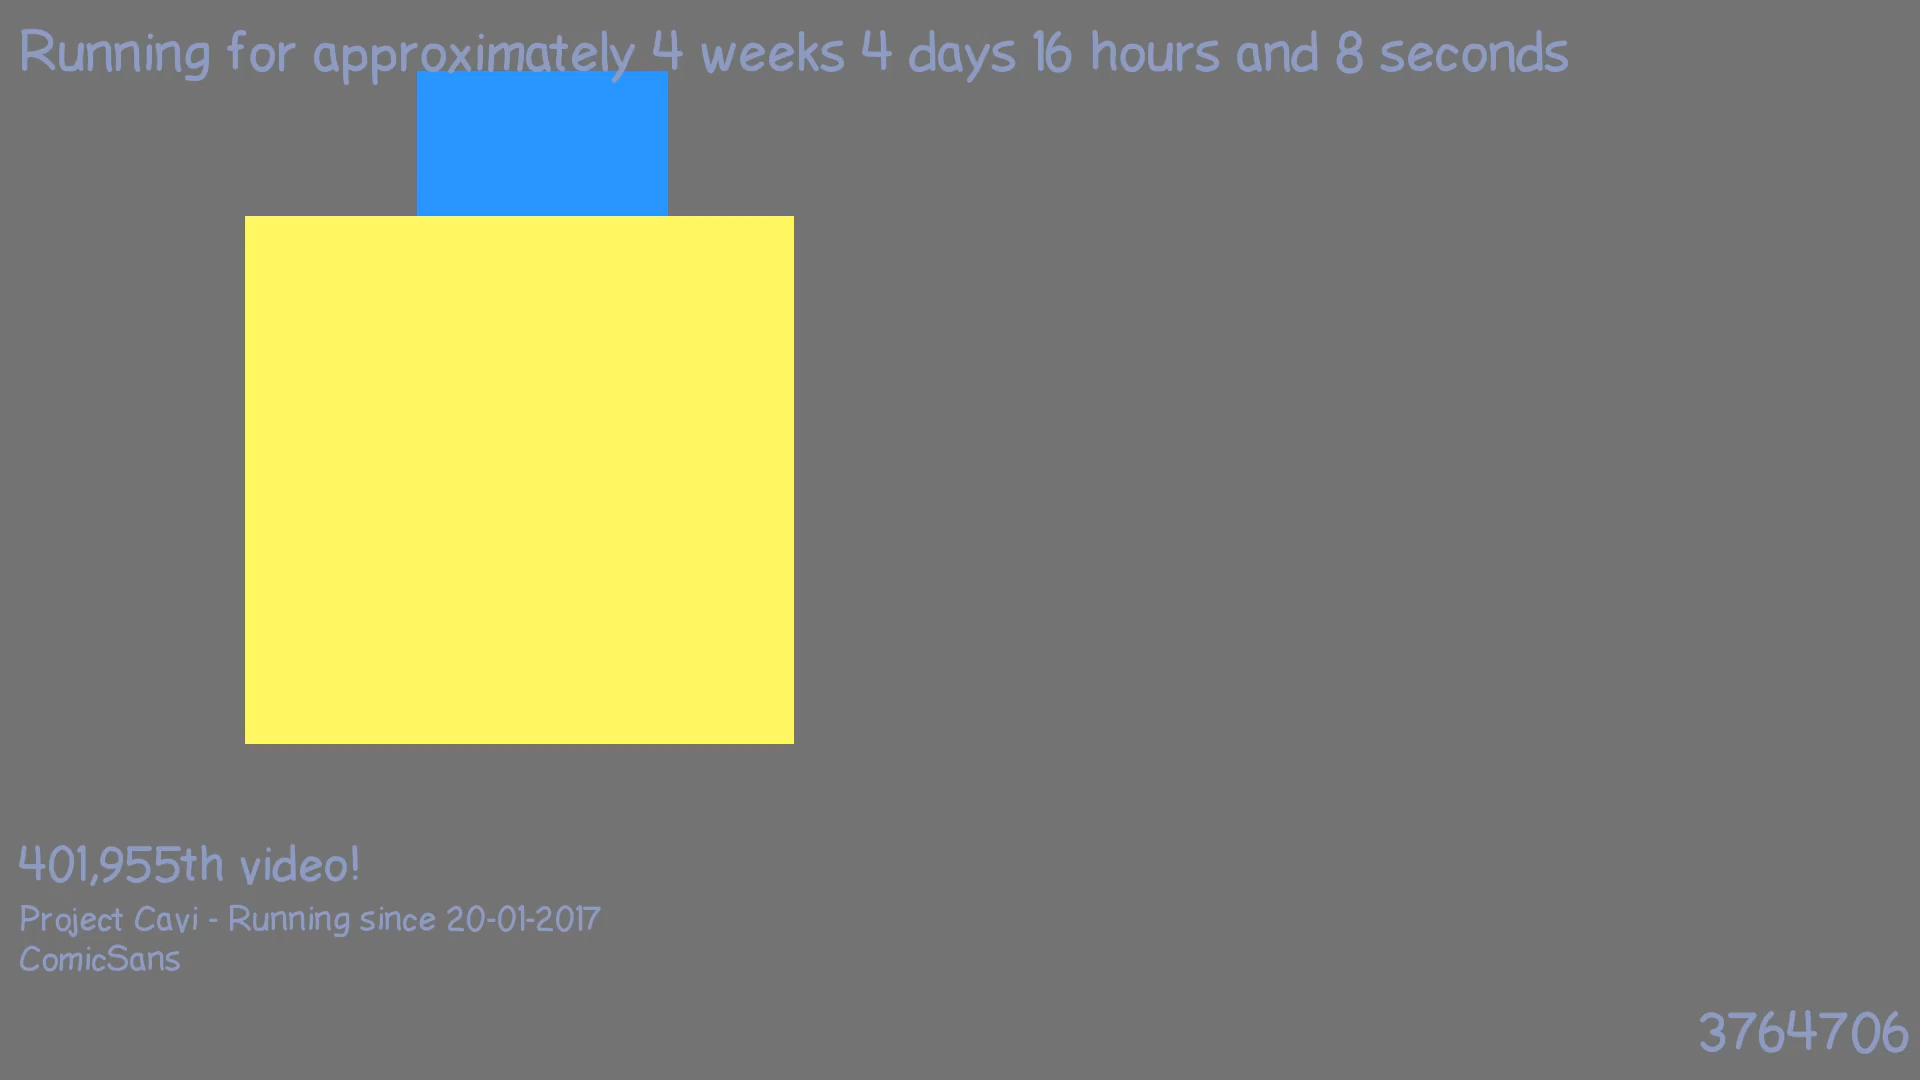 Running for approximately 4 weeks 4 days 16 hours and 8 seconds
401,955th video!
Project Cavi - Running since 20-01-2017
ComicSans
3764706